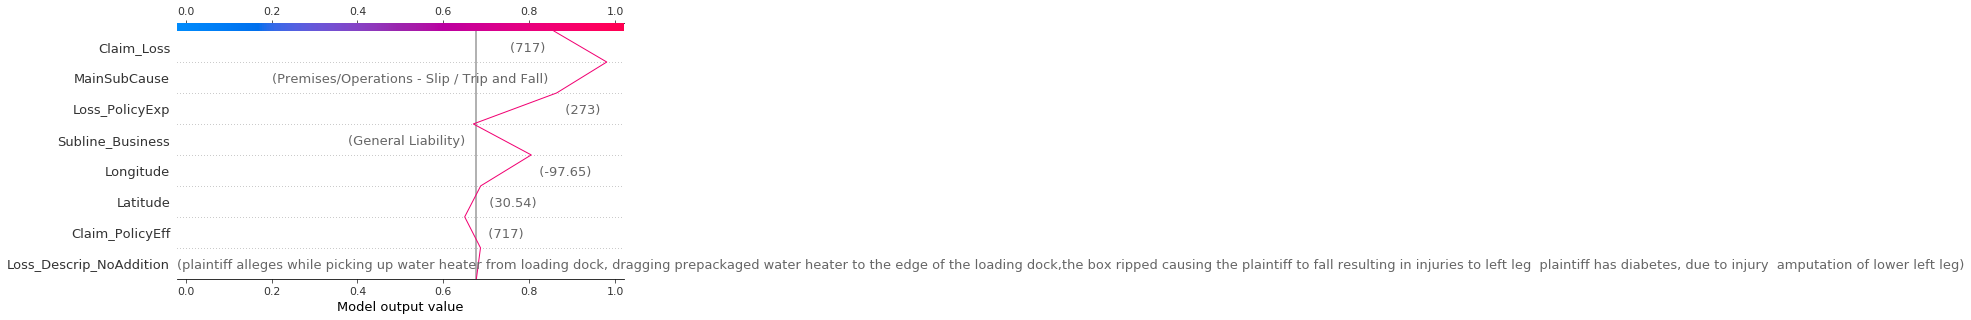 0.0 0.2 0.4 0.6 0.8 1.0
Claim_Loss (717)
MainSubCause (Premises/Operations - Slip / Trip and Fall)
Loss_PolicyExp (273)
Subline_Business (General Liability)
Longitude (-97.65)
Latitude (30.54)
Claim_PolicyEff (717)
Loss_Descrip_NoAddition (plaintiff alleges while picking up water heater from loading dock, dragging prepackaged water heater to the edge of the loading dock,the box ripped causing the plaintiff to fall resulting in injuries to left leg  plaintiff has diabetes, due to injury  amputation of lower left leg)
0.0 0.2 0.4 0.6 0.8 1.0
Model output value